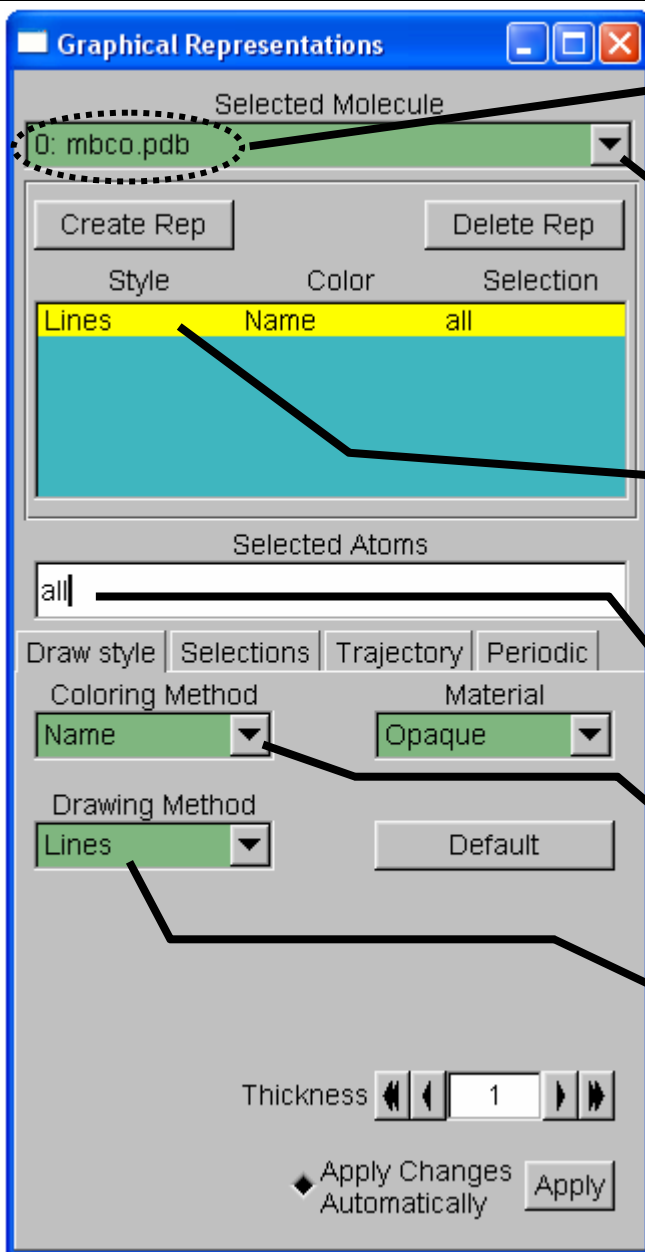 Graphical Representations
Selected Molecule
0: mbco.pdb
Create Rep Delete Rep
Style Color Selection
Lines Name all
Selected Atoms
all
Draw style Selections Trajectory Periodic
Coloring Method Material
Name Opaque
Drawing Method
Lines Default
Thickness 1
Apply Changes
Automatically Apply